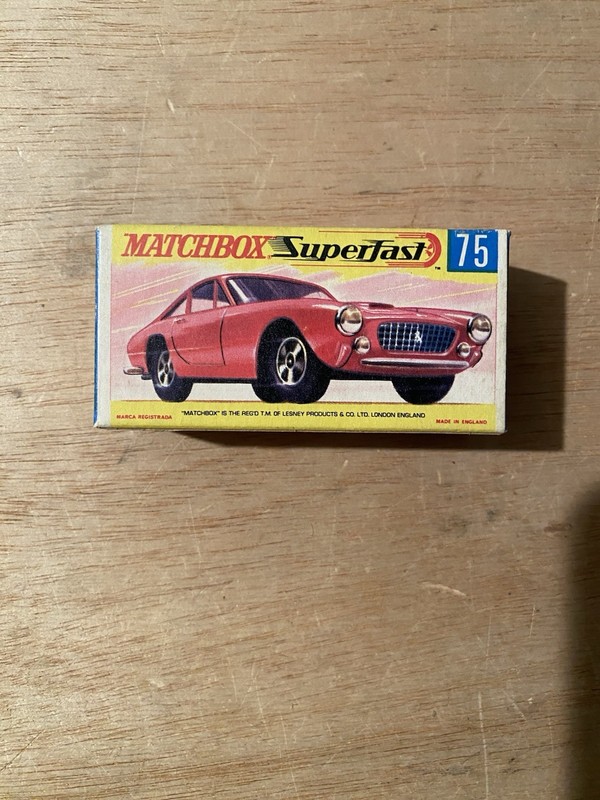 MATCHBOX Superfast ™ 75
MARCA REGISTRADA "MATCHBOX" IS THE REG'D T.M. OF LESNEY PRODUCTS & CO. LTD. LONDON ENGLAND MADE IN ENGLAND